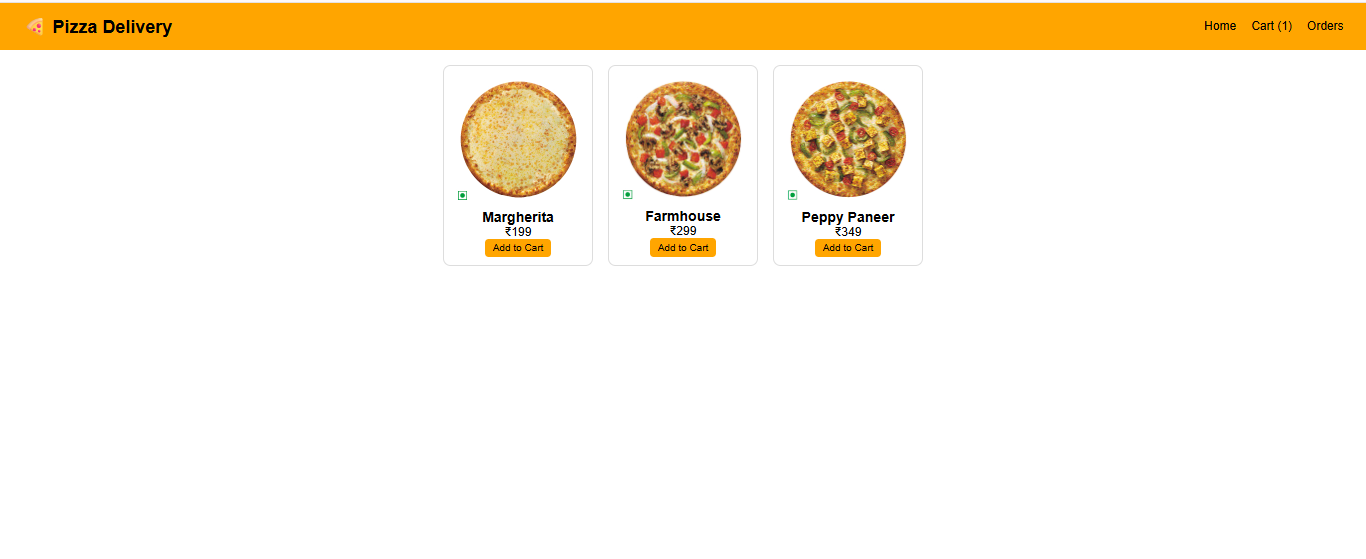 Pizza Delivery
Home Cart (1) Orders
Margherita
₹199
Add to Cart
Farmhouse
₹299
Add to Cart
Peppy Paneer
₹349
Add to Cart